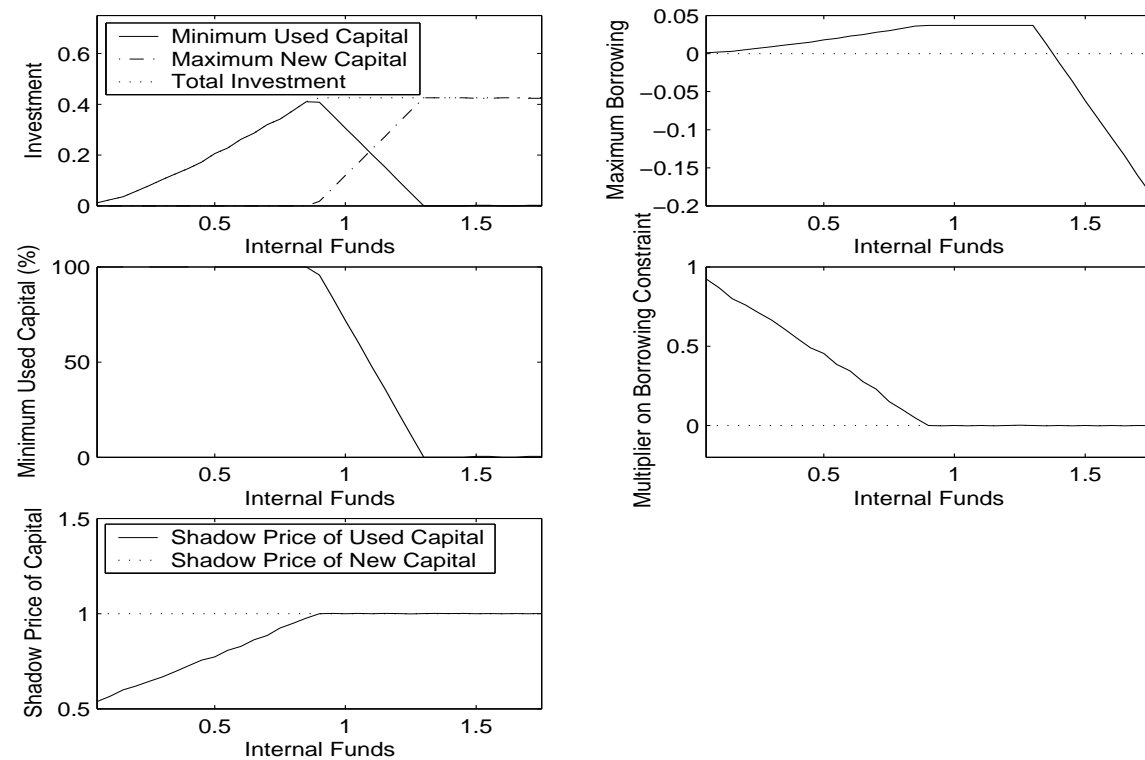 Minimum Used Capital
Maximum New Capital
Total Investment
0.6
0.4
0.2
0
Investment
0.5
1
1.5
Internal Funds
0.05
0
−0.05
−0.1
−0.15
−0.2
Maximum Borrowing
0.5
1
1.5
Internal Funds
100
50
0
Minimum Used Capital (%)
0.5
1
1.5
Internal Funds
1
0.5
0
Multiplier on Borrowing Constraint
0.5
1
1.5
Internal Funds
Shadow Price of Used Capital
Shadow Price of New Capital
1.5
1
0.5
Shadow Price of Capital
0.5
1
1.5
Internal Funds